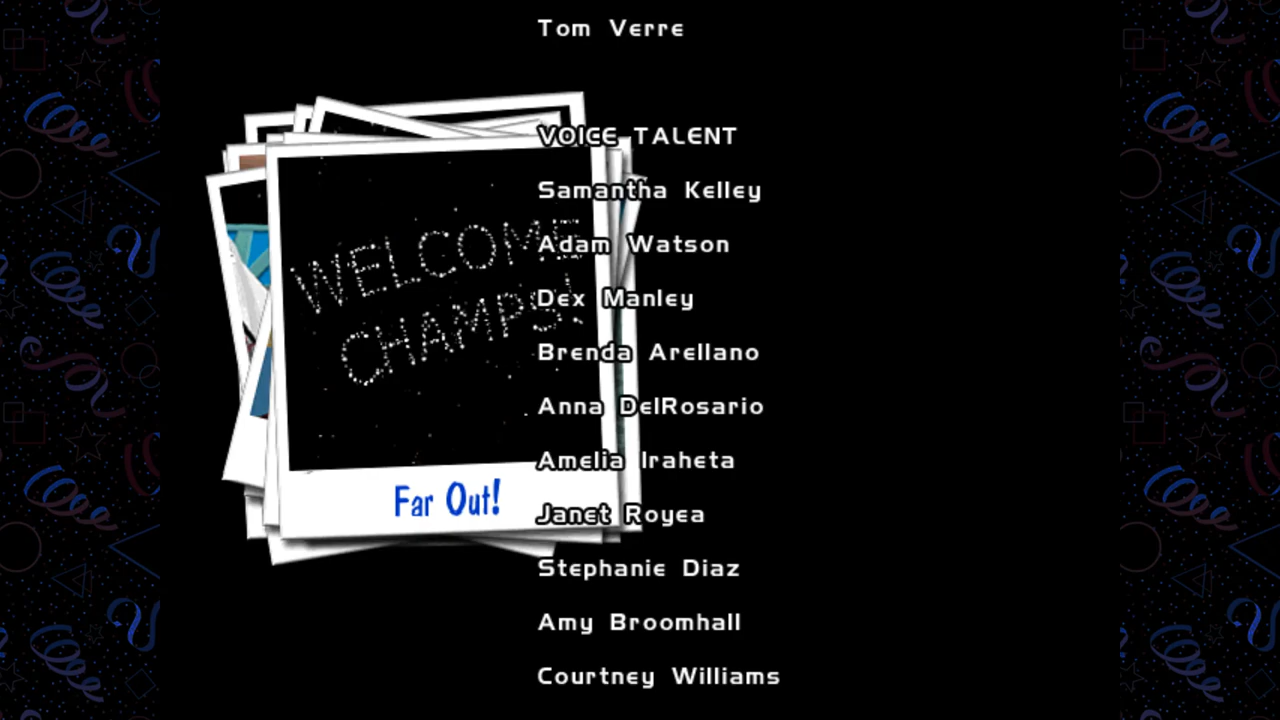 Tom Verre
VOICE TALENT
Samantha Kelley
Adam Watson
Dex Manley
Brenda Arellano
Anna DelRosario
Amelia Iraheta
Janet Royea
Stephanie Diaz
Amy Broomhall
Courtney Williams
WELCOME
CHAMPS!
Far Out!